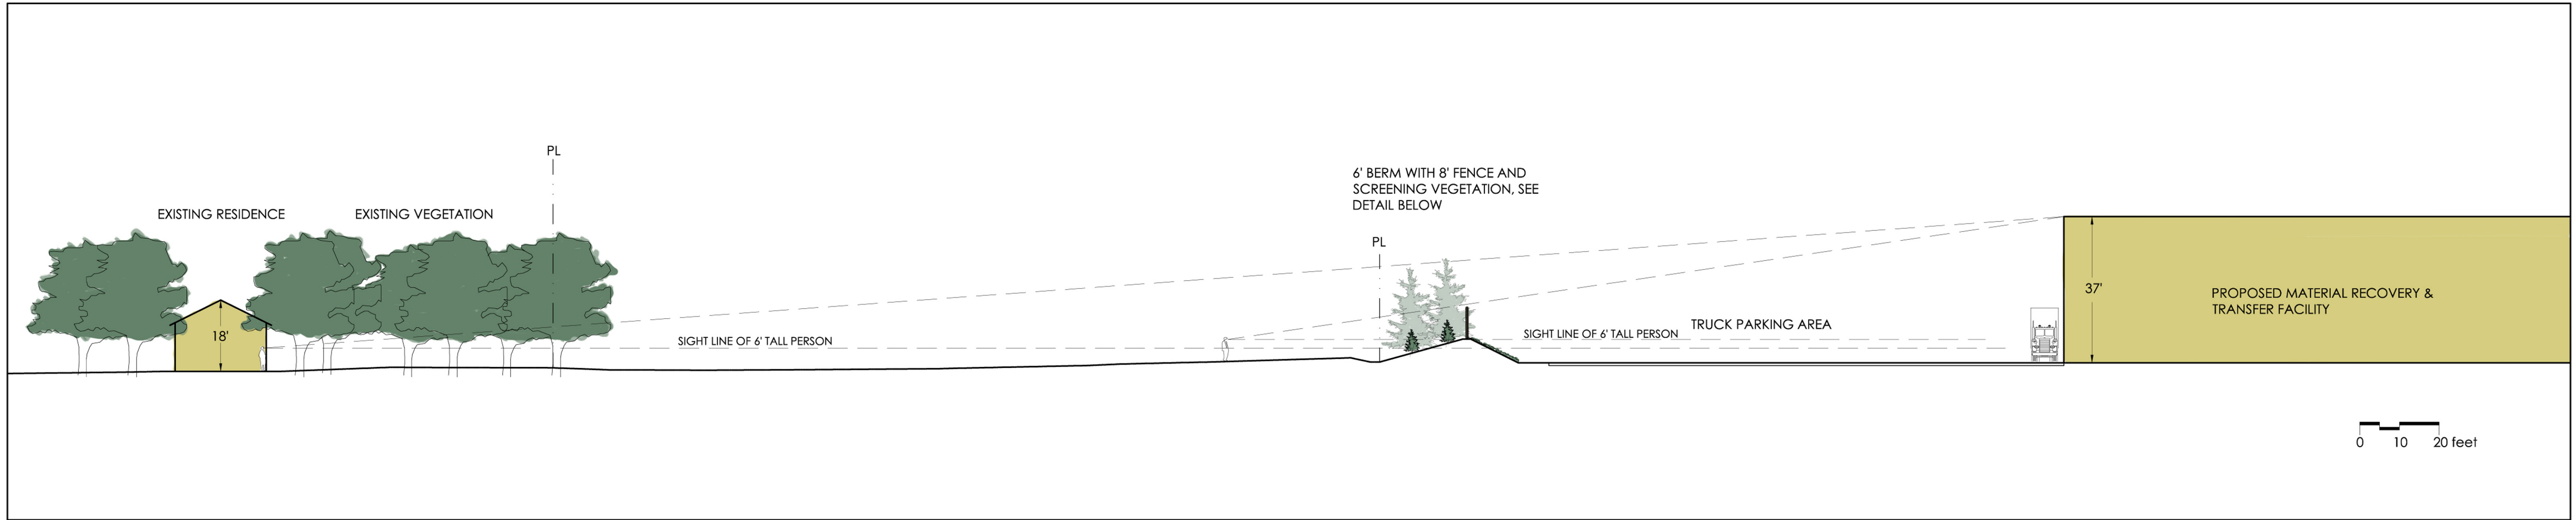 PL
6' BERM WITH 8' FENCE AND
SCREENING VEGETATION, SEE
DETAIL BELOW
EXISTING RESIDENCE
EXISTING VEGETATION
PL
18'
SIGHT LINE OF 6' TALL PERSON
SIGHT LINE OF 6' TALL PERSON
TRUCK PARKING AREA
37'
PROPOSED MATERIAL RECOVERY &
TRANSFER FACILITY
0 10 20 feet